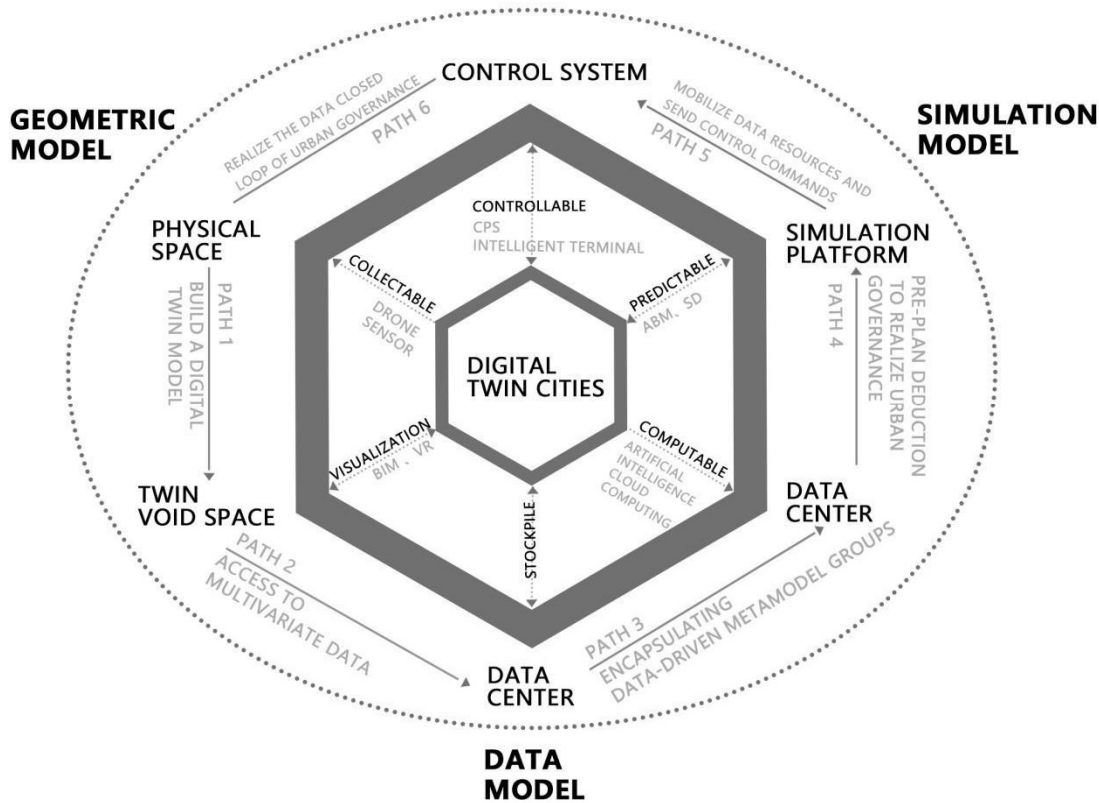 CONTROL SYSTEM
GEOMETRIC
MODEL
SIMULATION
MODEL
REALIZE THE DATA CLOSED
LOOP OF URBAN GOVERNANCE
PATH 6
MOBILIZE DATA RESOURCES AND
SEND CONTROL COMMANDS
PATH 5
PHYSICAL
SPACE
SIMULATION
PLATFORM
CONTROLLABLE
CPS
INTELLIGENT TERMINAL
COLLECTABLE
DRONE
SENSOR
PREDICTABLE
ABM、SD
PATH 1
BUILD A DIGITAL
TWIN MODEL
PRE-PLAN DEDUCTION
TO REALIZE URBAN
GOVERNANCE
PATH 4
DIGITAL
TWIN CITIES
VISUALIZATION
BIM 、VR
COMPUTABLE
ARTIFICIAL
INTELLIGENCE
CLOUD
COMPUTING
STOCKPILE
TWIN
VOID SPACE
DATA
CENTER
PATH 2
ACCESS TO
MULTIVARIATE DATA
PATH 3
ENCAPSULATING
DATA-DRIVEN METAMODEL GROUPS
DATA
CENTER
DATA
MODEL